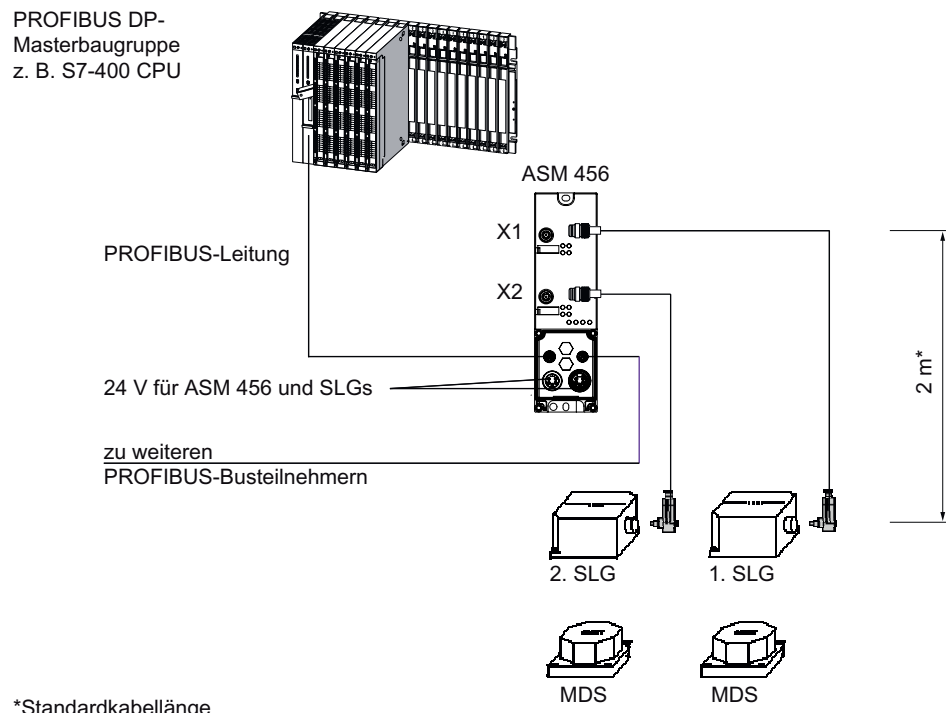 PROFIBUS DP-
Masterbaugruppe
z. B. S7-400 CPU
ASM 456
X1
PROFIBUS-Leitung
X2
2 m*
24 V für ASM 456 und SLGs
zu weiteren
PROFIBUS-Busteilnehmern
2. SLG
1. SLG
MDS
MDS
*Standardkabellänge